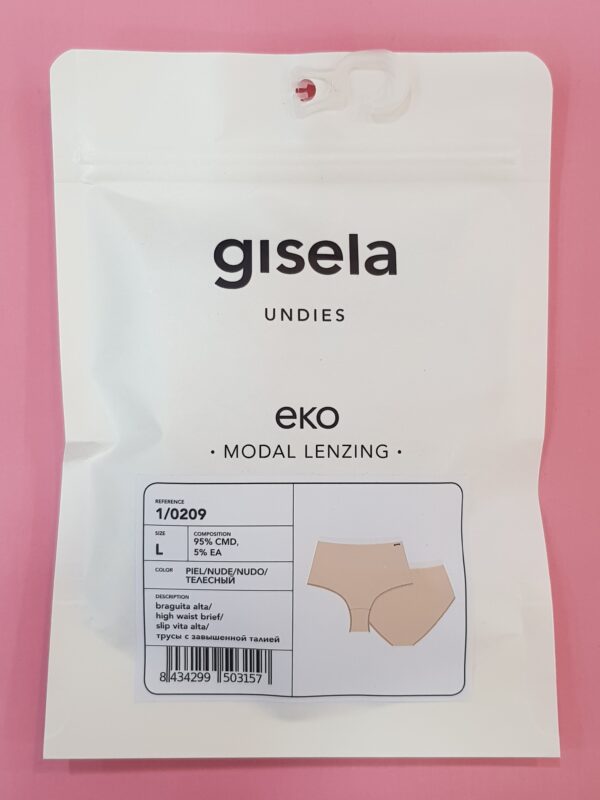 gisela
UNDIES
eko
· MODAL LENZING ·
REFERENCE
1/0209
SIZE
L
COMPOSITION
95% CMD,
5% EA
COLOR
PIEL/NUDE/NUDO/
ТЕЛЕСНЫЙ
DESCRIPTION
braguita alta/
high waist brief/
slip vita alta/
трусы с завышенной талией
8 434299 503157